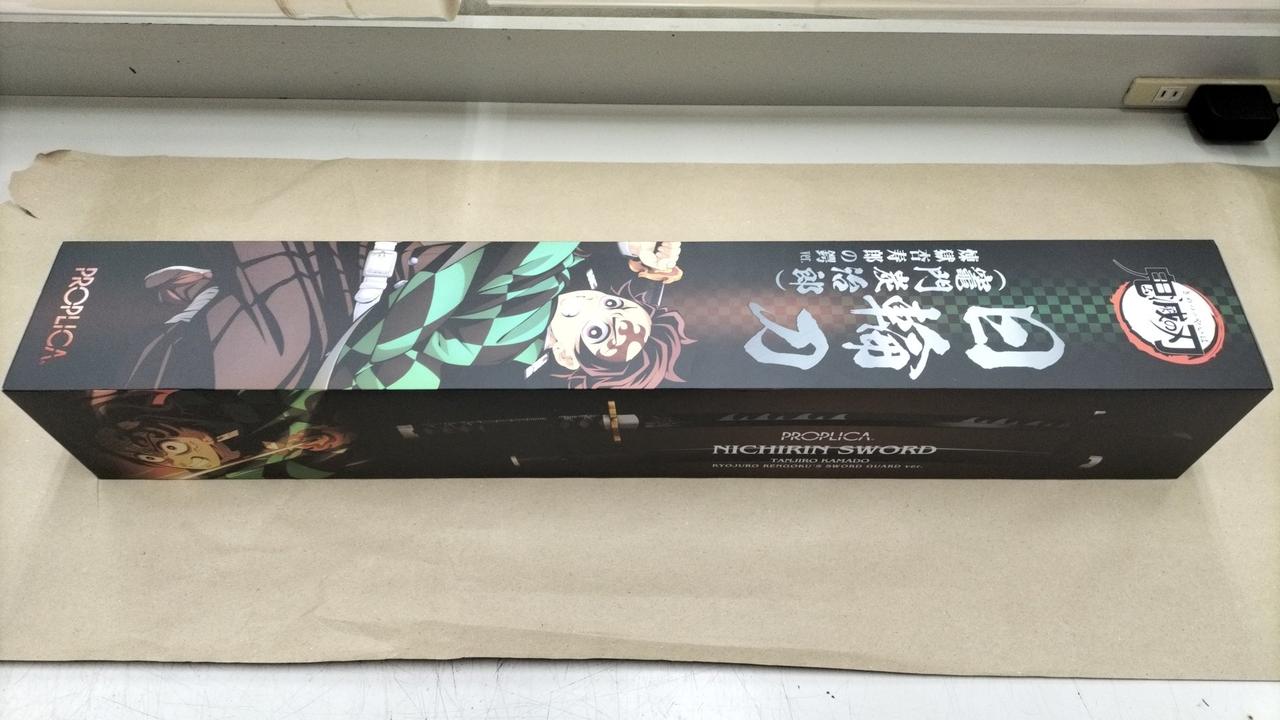 鬼滅の刃
日輪刀
(竈門炭治郎)
煉󠄁獄杏寿郎の鍔 ver.
PROPLICA
PROPLICA
NICHIRIN SWORD
TANJIRO KAMADO
KYOJURO RENGOKU'S SWORD GUARD ver.